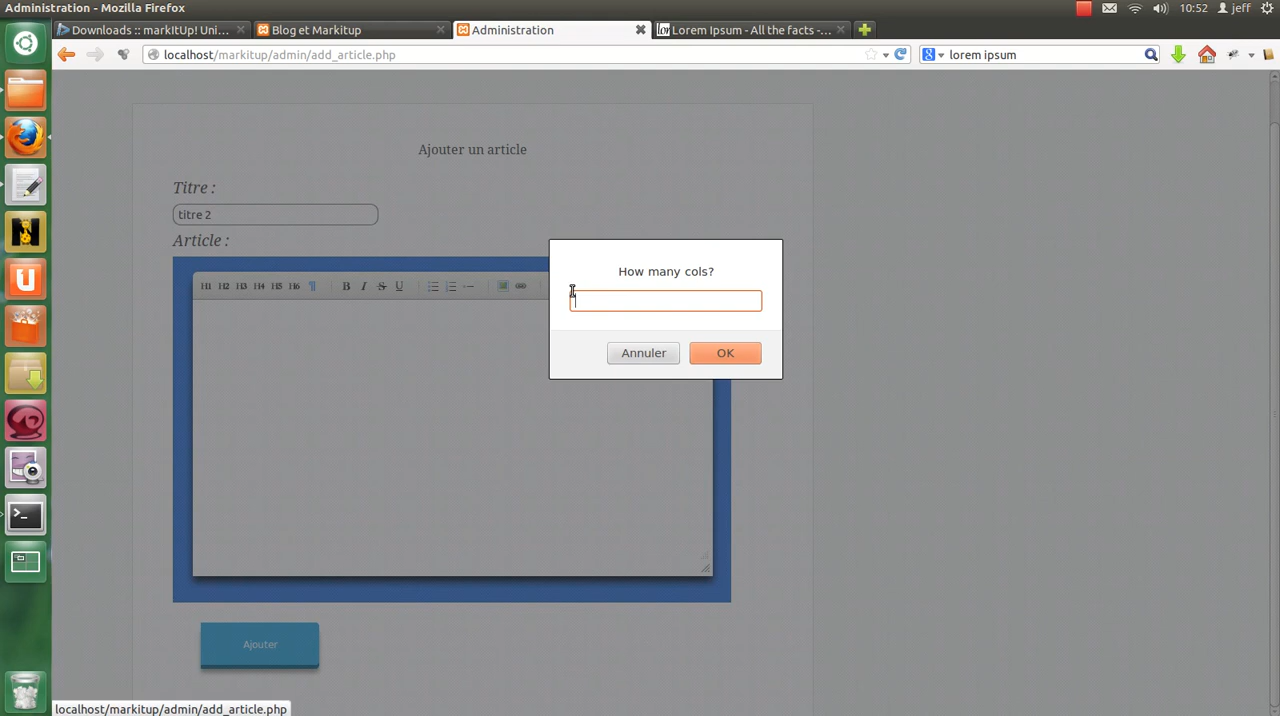 Administration - Mozilla Firefox
10:52 jeff
Downloads :: markItUp! Uni...
Blog et Markitup
Administration
Lorem Ipsum - All the facts -...
localhost/markitup/admin/add_article.php
lorem ipsum
Ajouter un article
Titre :
titre 2
Article :
How many cols?
H1 H2 H3 H4 H5 H6 ¶ B I S U
Annuler
OK
Ajouter
localhost/markitup/admin/add_article.php